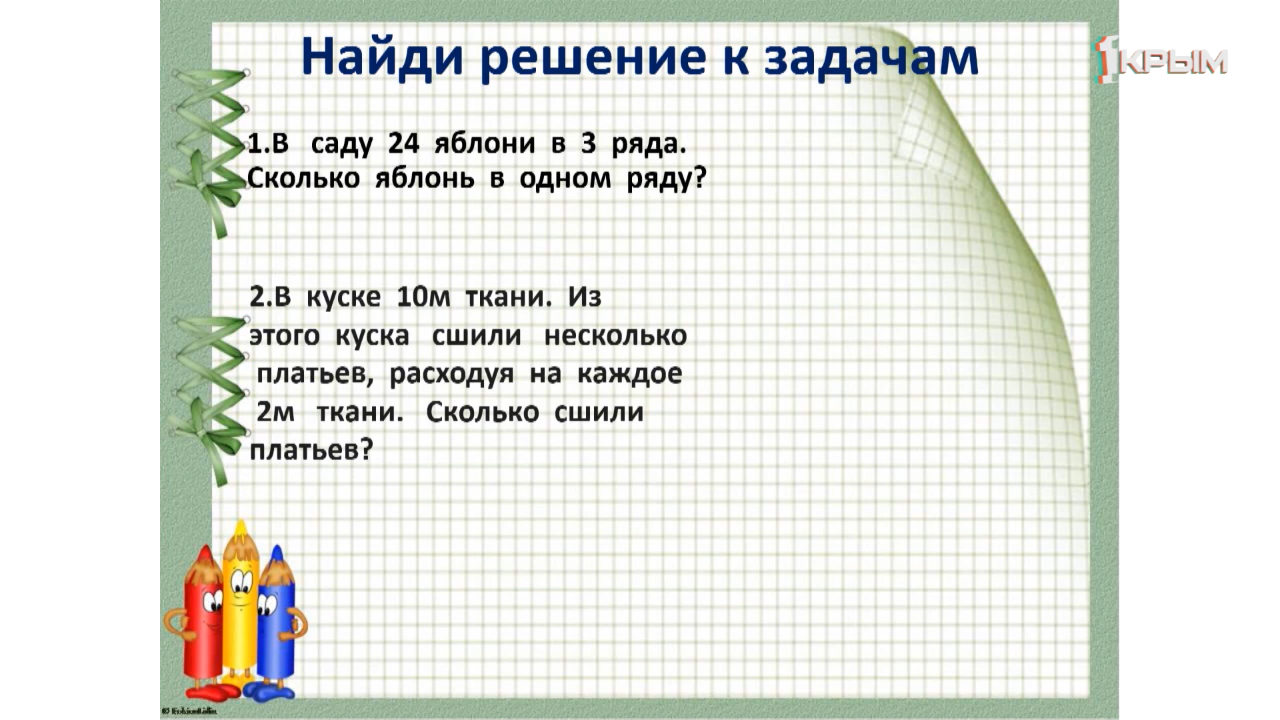 Найди решение к задачам
1КРЫМ
1.В саду 24 яблони в 3 ряда.
Сколько яблонь в одном ряду?
2.В куске 10м ткани. Из
этого куска сшили несколько
платьев, расходуя на каждое
2м ткани. Сколько сшили
платьев?